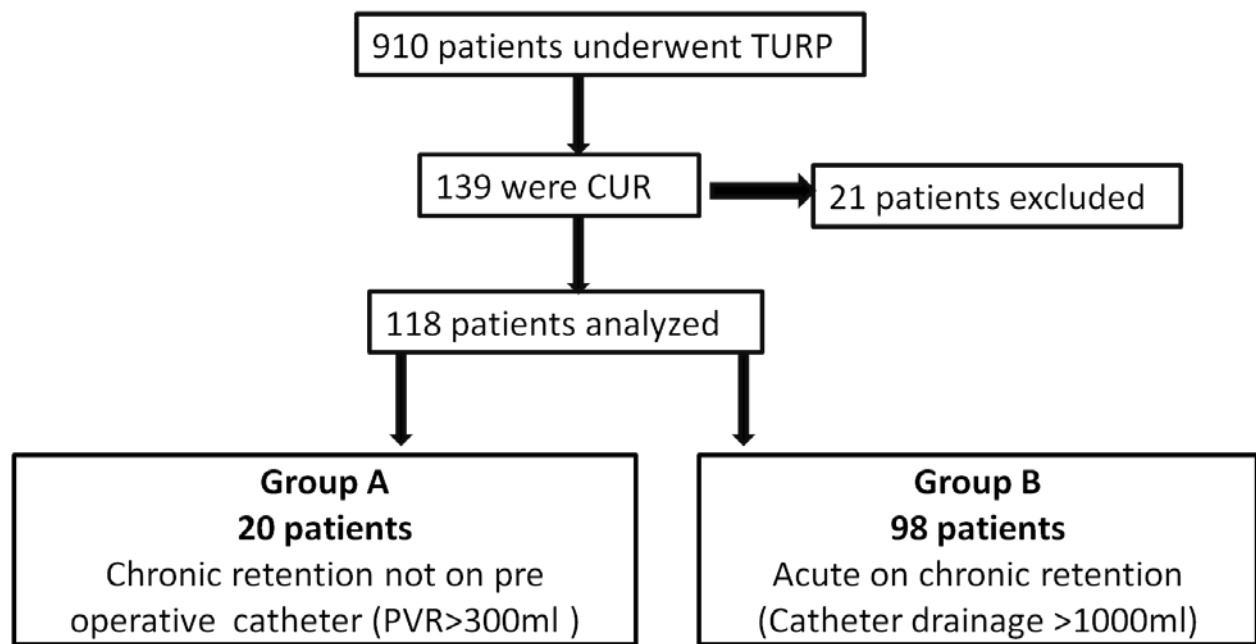 910 patients underwent TURP
139 were CUR
21 patients excluded
118 patients analyzed
Group A
20 patients
Chronic retention not on pre
operative catheter (PVR>300ml )
Group B
98 patients
Acute on chronic retention
(Catheter drainage >1000ml)